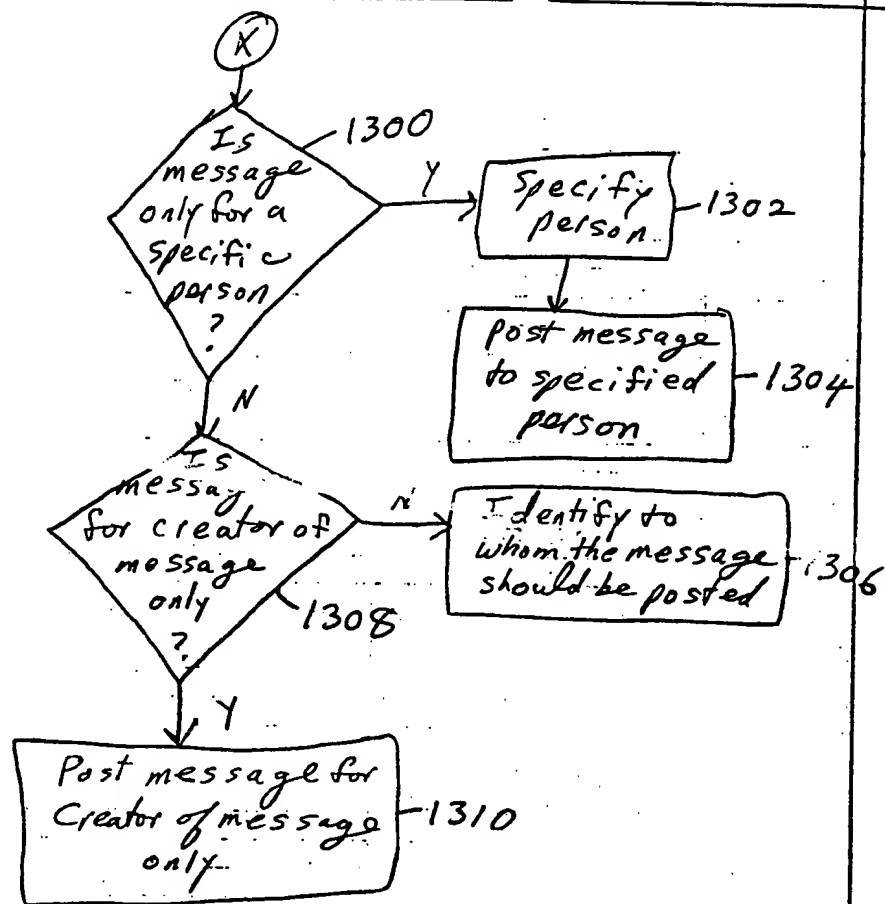 K
Is
message
only for a
specific
person
?
1300
Y
Specify
person
1302
Post message
to specified
person
1304
N
Is
messag
for creator of
message
only
?
1308
N
Identify to
whom the message
should be posted
1306
Y
Post message for
Creator of message
only
1310